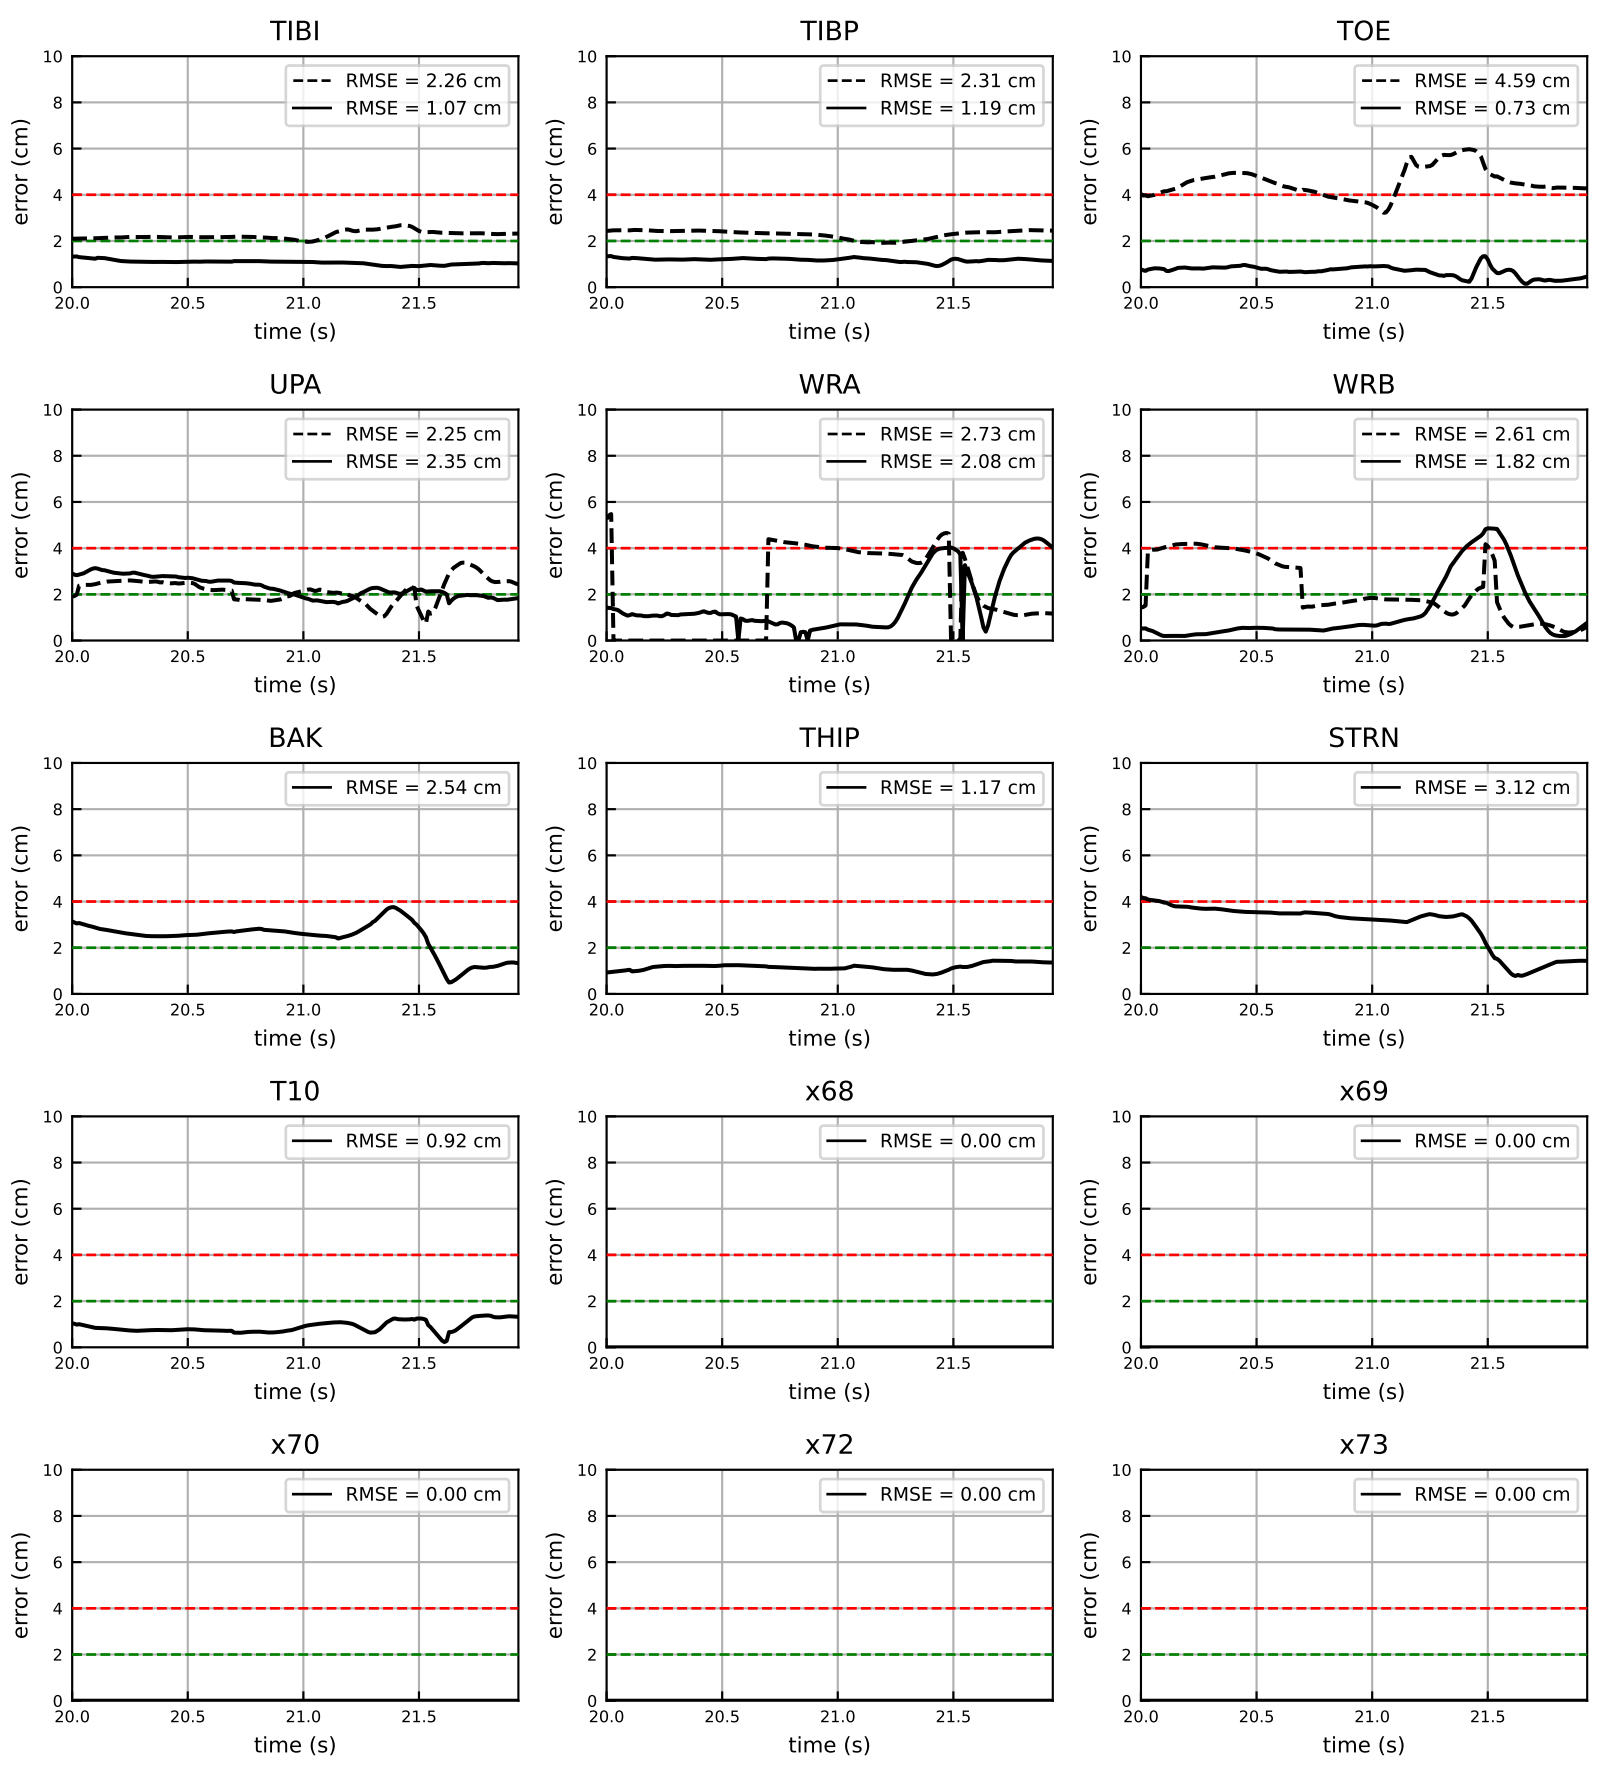 TIBI
10
8
6
4
2
0
error (cm)
RMSE = 2.26 cm
RMSE = 1.07 cm
20.0 20.5 21.0 21.5
time (s)
TIBP
10
8
6
4
2
0
error (cm)
RMSE = 2.31 cm
RMSE = 1.19 cm
20.0 20.5 21.0 21.5
time (s)
TOE
10
8
6
4
2
0
error (cm)
RMSE = 4.59 cm
RMSE = 0.73 cm
20.0 20.5 21.0 21.5
time (s)
UPA
10
8
6
4
2
0
error (cm)
RMSE = 2.25 cm
RMSE = 2.35 cm
20.0 20.5 21.0 21.5
time (s)
WRA
10
8
6
4
2
0
error (cm)
RMSE = 2.73 cm
RMSE = 2.08 cm
20.0 20.5 21.0 21.5
time (s)
WRB
10
8
6
4
2
0
error (cm)
RMSE = 2.61 cm
RMSE = 1.82 cm
20.0 20.5 21.0 21.5
time (s)
BAK
10
8
6
4
2
0
error (cm)
RMSE = 2.54 cm
20.0 20.5 21.0 21.5
time (s)
THIP
10
8
6
4
2
0
error (cm)
RMSE = 1.17 cm
20.0 20.5 21.0 21.5
time (s)
STRN
10
8
6
4
2
0
error (cm)
RMSE = 3.12 cm
20.0 20.5 21.0 21.5
time (s)
T10
10
8
6
4
2
0
error (cm)
RMSE = 0.92 cm
20.0 20.5 21.0 21.5
time (s)
x68
10
8
6
4
2
0
error (cm)
RMSE = 0.00 cm
20.0 20.5 21.0 21.5
time (s)
x69
10
8
6
4
2
0
error (cm)
RMSE = 0.00 cm
20.0 20.5 21.0 21.5
time (s)
x70
10
8
6
4
2
0
error (cm)
RMSE = 0.00 cm
20.0 20.5 21.0 21.5
time (s)
x72
10
8
6
4
2
0
error (cm)
RMSE = 0.00 cm
20.0 20.5 21.0 21.5
time (s)
x73
10
8
6
4
2
0
error (cm)
RMSE = 0.00 cm
20.0 20.5 21.0 21.5
time (s)